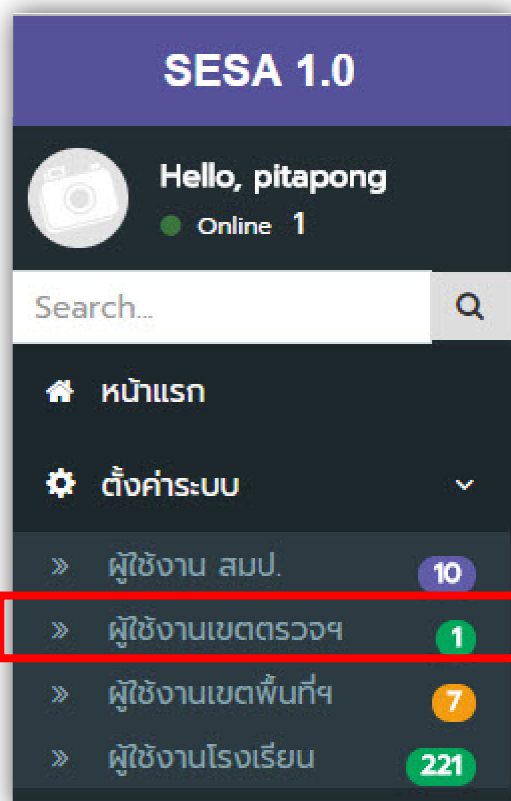 SESA 1.0
Hello, pitapong
Online 1
Search...
หน้าแรก
ตั้งค่าระบบ
» ผู้ใช้งาน สมป. 10
» ผู้ใช้งานเขตตรวจฯ 1
» ผู้ใช้งานเขตพื้นที่ฯ 7
» ผู้ใช้งานโรงเรียน 221